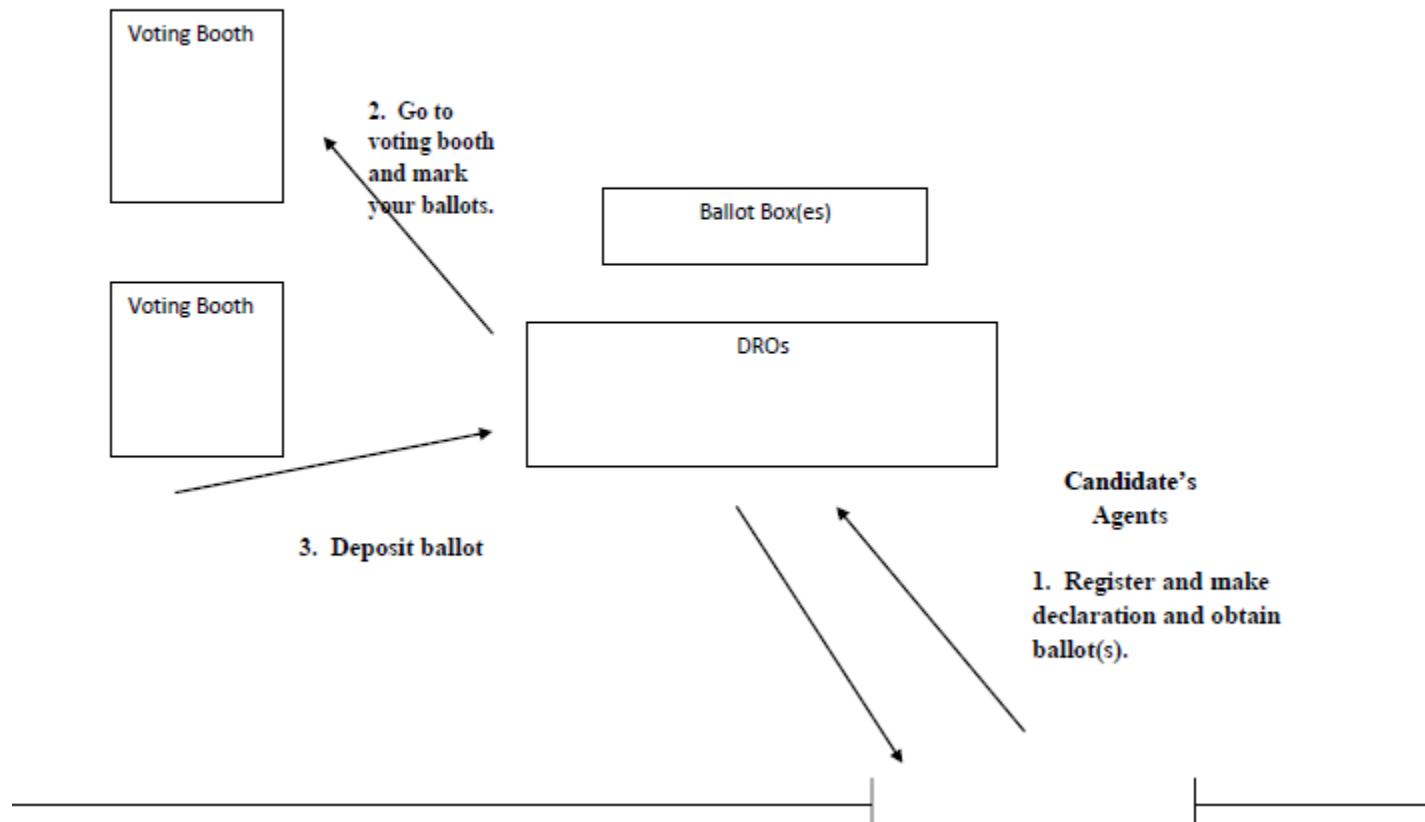 Voting Booth
2. Go to
voting booth
and mark
your ballots.
Ballot Box(es)
Voting Booth
DROs
Candidate's
Agents
3. Deposit ballot
1. Register and make
declaration and obtain
ballot(s).